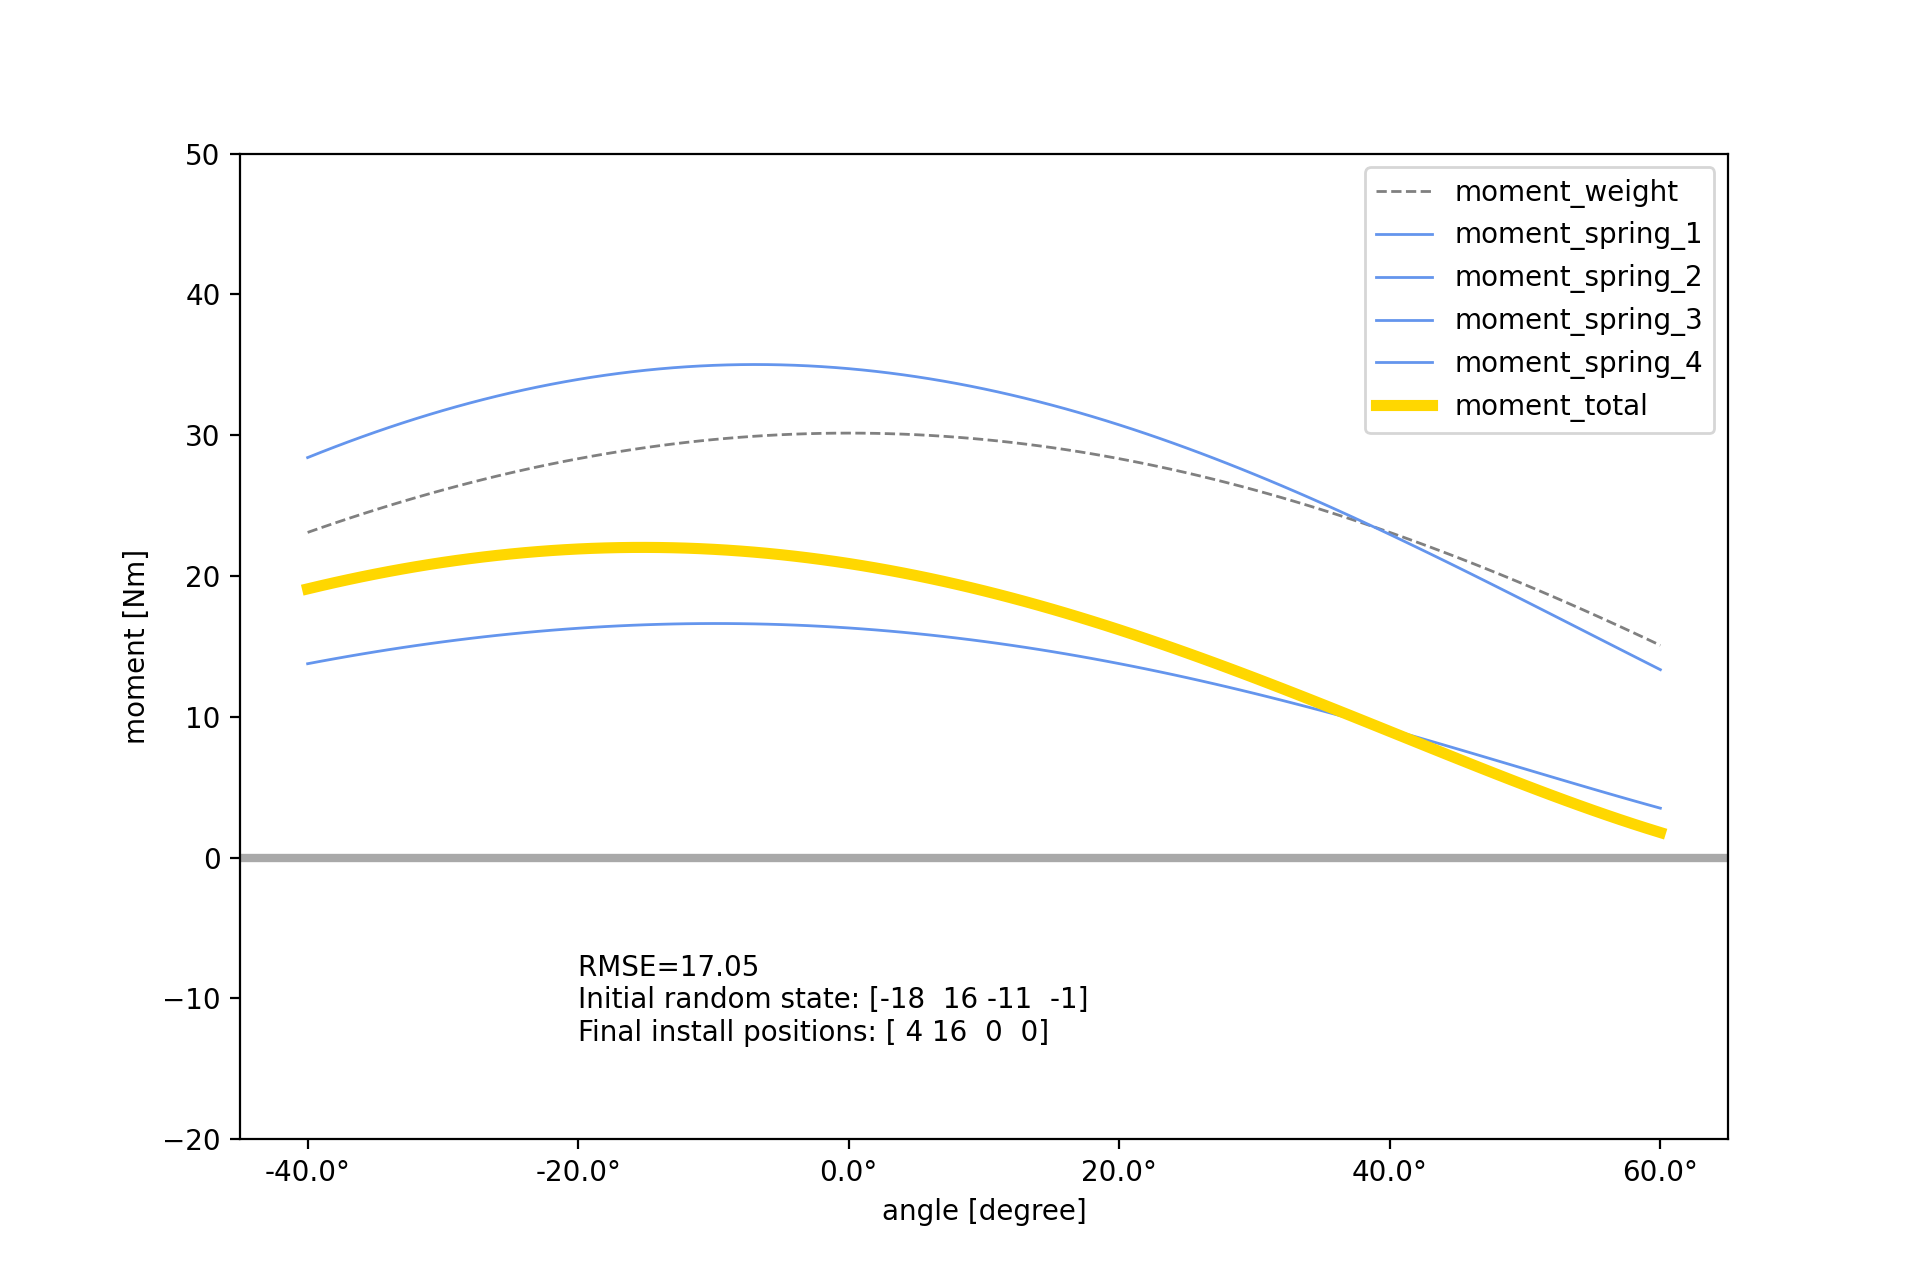 50
40
30
20
10
0
−10
−20
moment [Nm]
moment_weight
moment_spring_1
moment_spring_2
moment_spring_3
moment_spring_4
moment_total
RMSE=17.05
Initial random state: [-18  16 -11  -1]
Final install positions: [ 4 16  0  0]
-40.0° -20.0° 0.0° 20.0° 40.0° 60.0°
angle [degree]